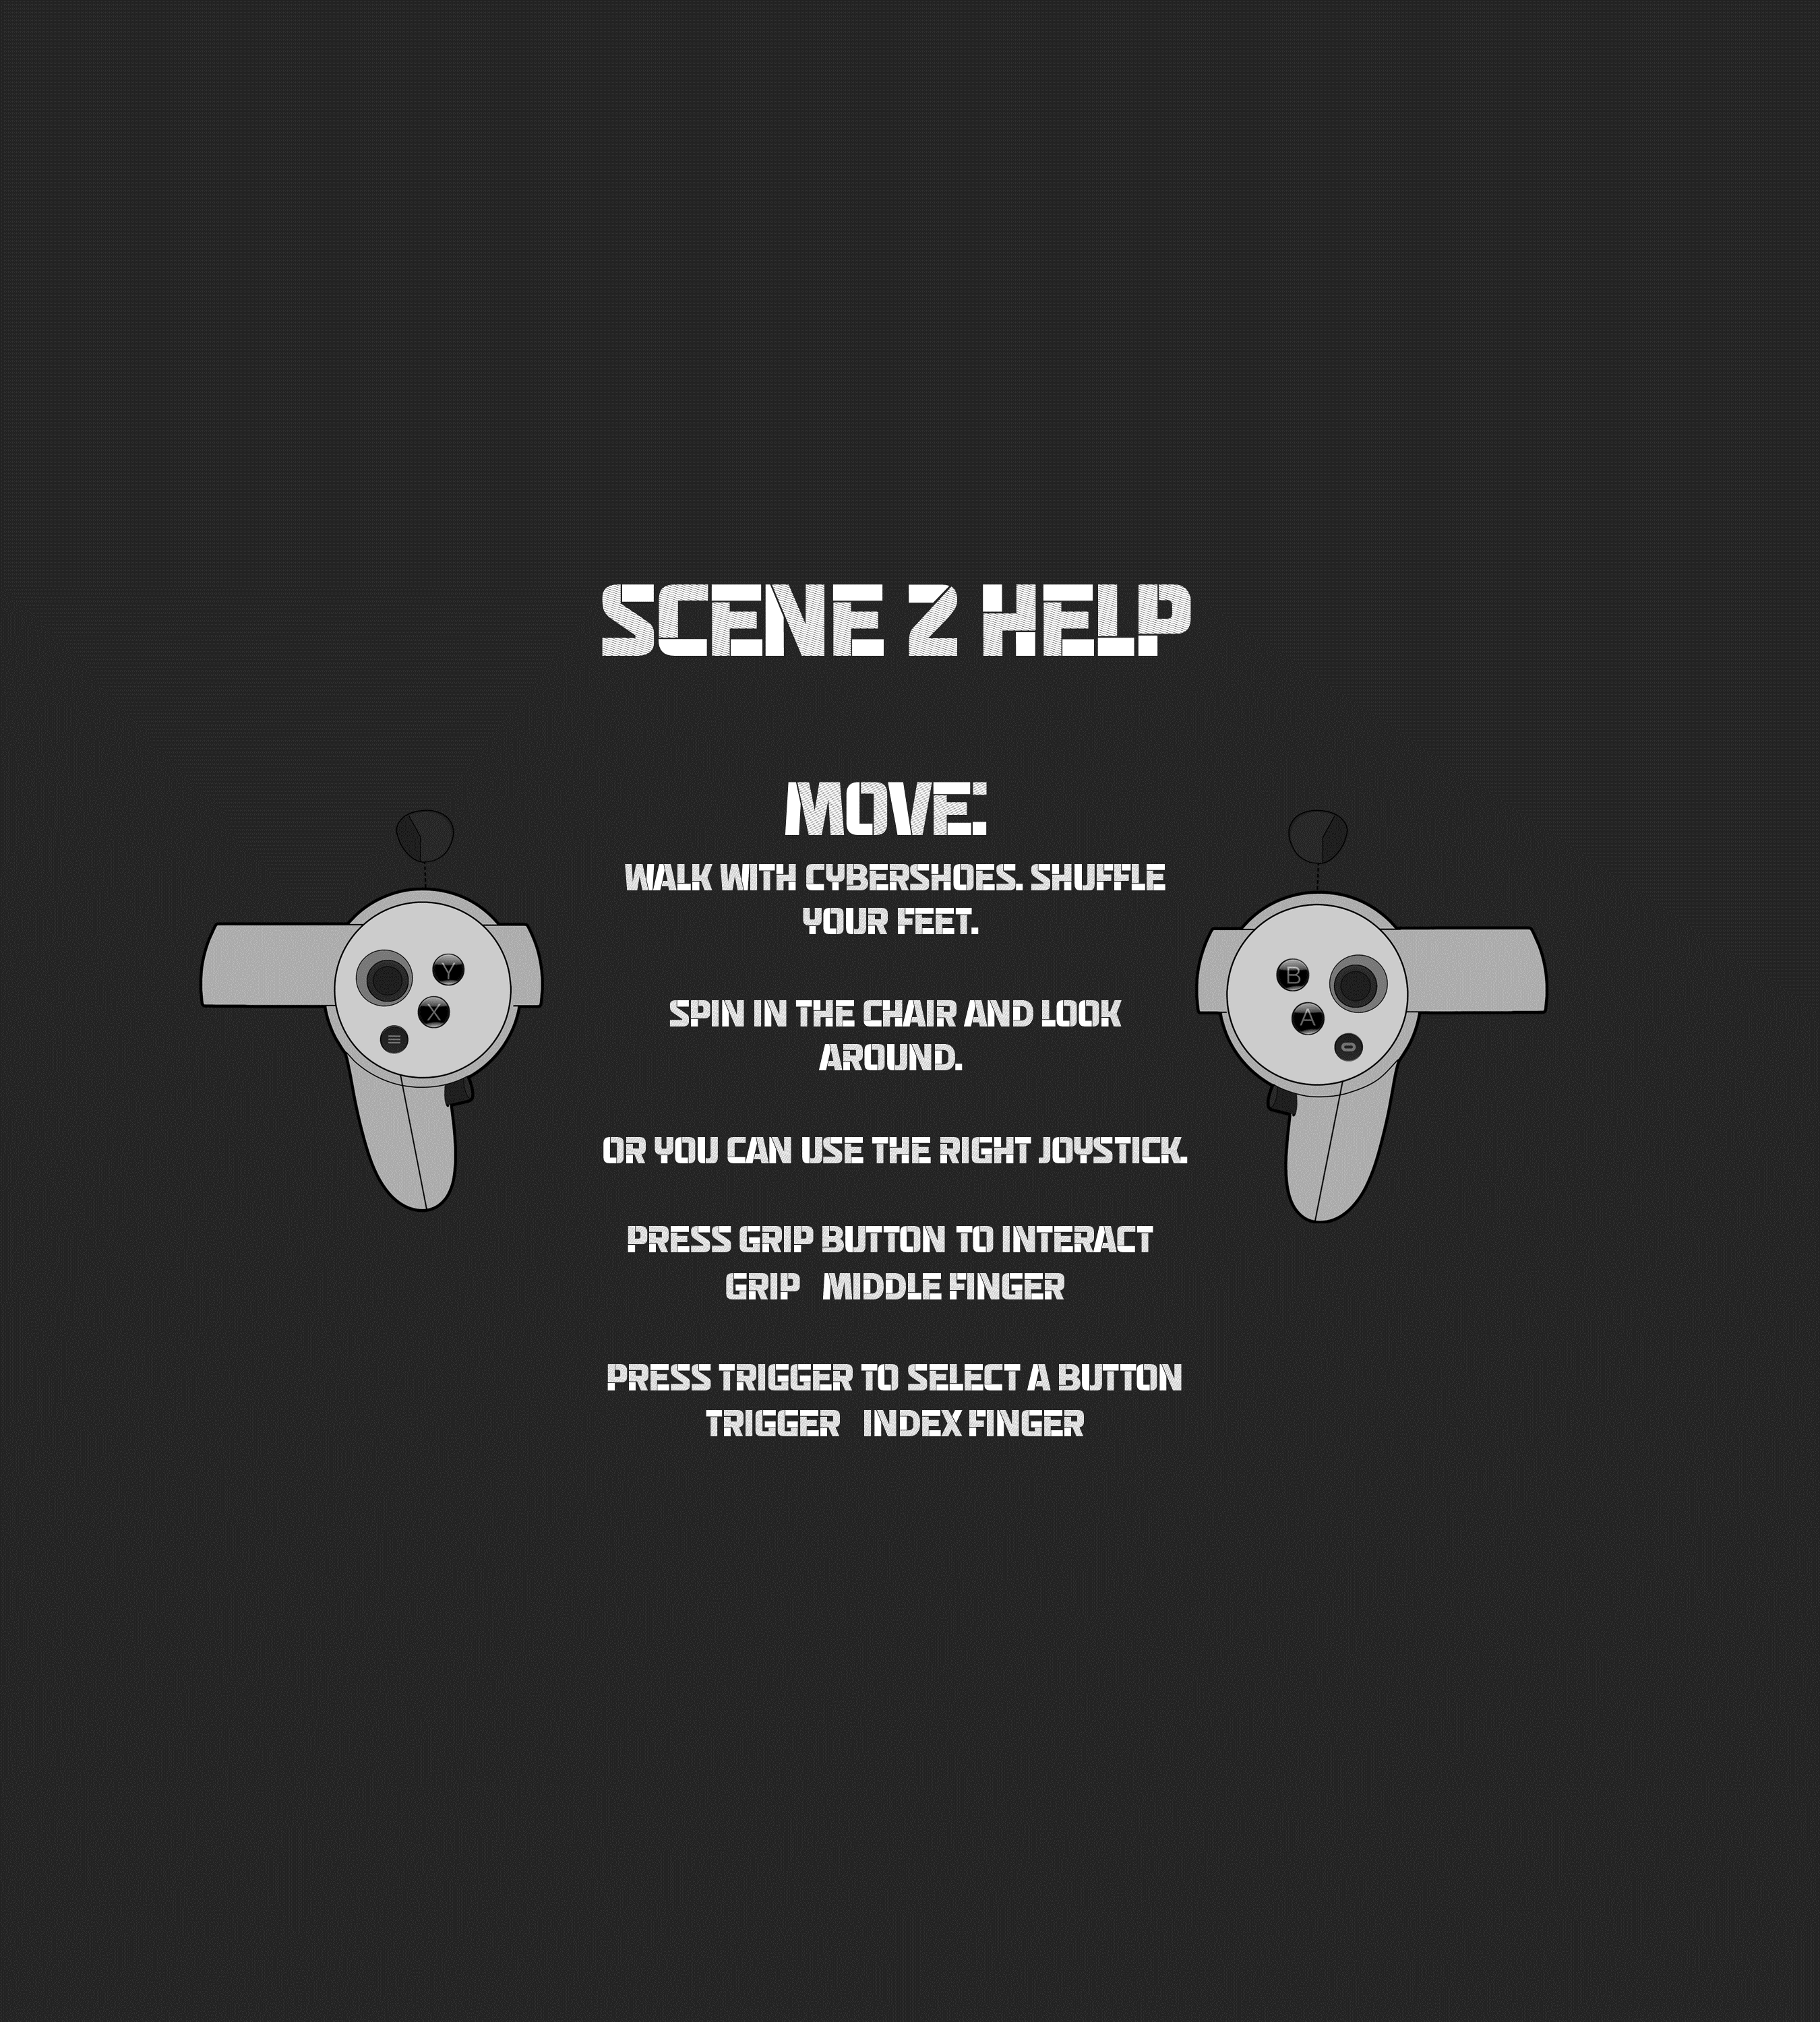 SCENE 2 HELP
MOVE:
WALK WITH CYBERSHOES. SHUFFLE
YOUR FEET.
SPIN IN THE CHAIR AND LOOK
AROUND.
OR YOU CAN USE THE RIGHT JOYSTICK.
PRESS GRIP BUTTON TO INTERACT
GRIP MIDDLE FINGER
PRESS TRIGGER TO SELECT A BUTTON
TRIGGER INDEX FINGER
Y
X
B
A